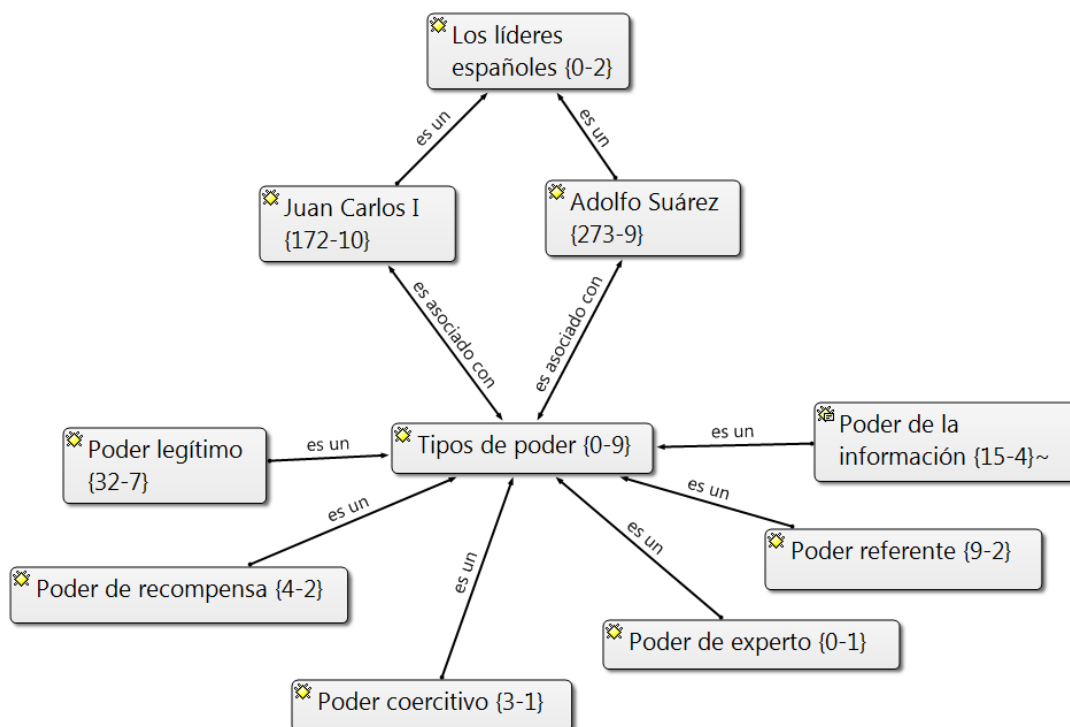 Los líderes
españoles {0-2}
es un
es un
Juan Carlos I
{172-10}
Adolfo Suárez
{273-9}
es asociado con
es asociado con
Poder legítimo
{32-7}
es un
Tipos de poder {0-9}
es un
Poder de la
información {15-4}~
es un
es un
es un
es un
Poder referente {9-2}
Poder de recompensa {4-2}
Poder de experto {0-1}
Poder coercitivo {3-1}